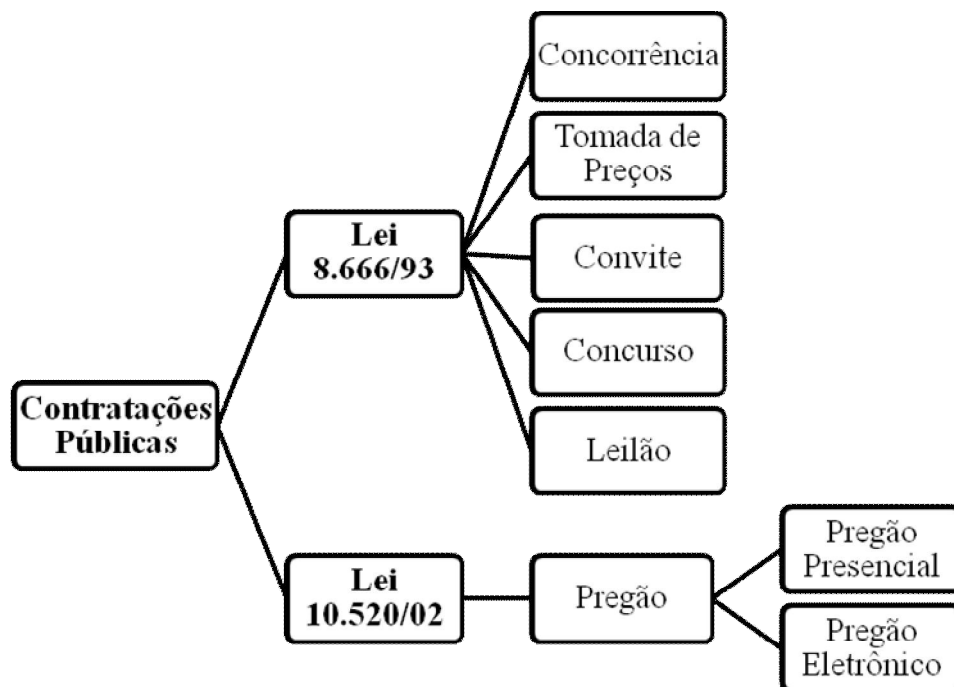 Contratações
Públicas
Lei
8.666/93
Concorrência
Tomada de
Preços
Convite
Concurso
Leilão
Lei
10.520/02
Pregão
Pregão
Presencial
Pregão
Eletrônico